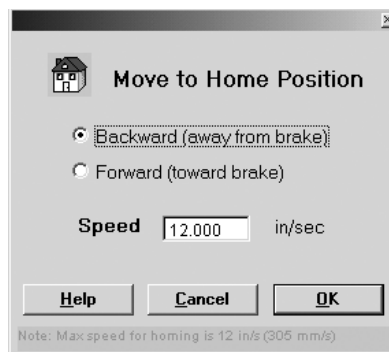 Move to Home Position
Backward (away from brake)
Forward (toward brake)
Speed 12.000 in/sec
Help Cancel OK
Note: Max speed for homing is 12 in/s (305 mm/s)